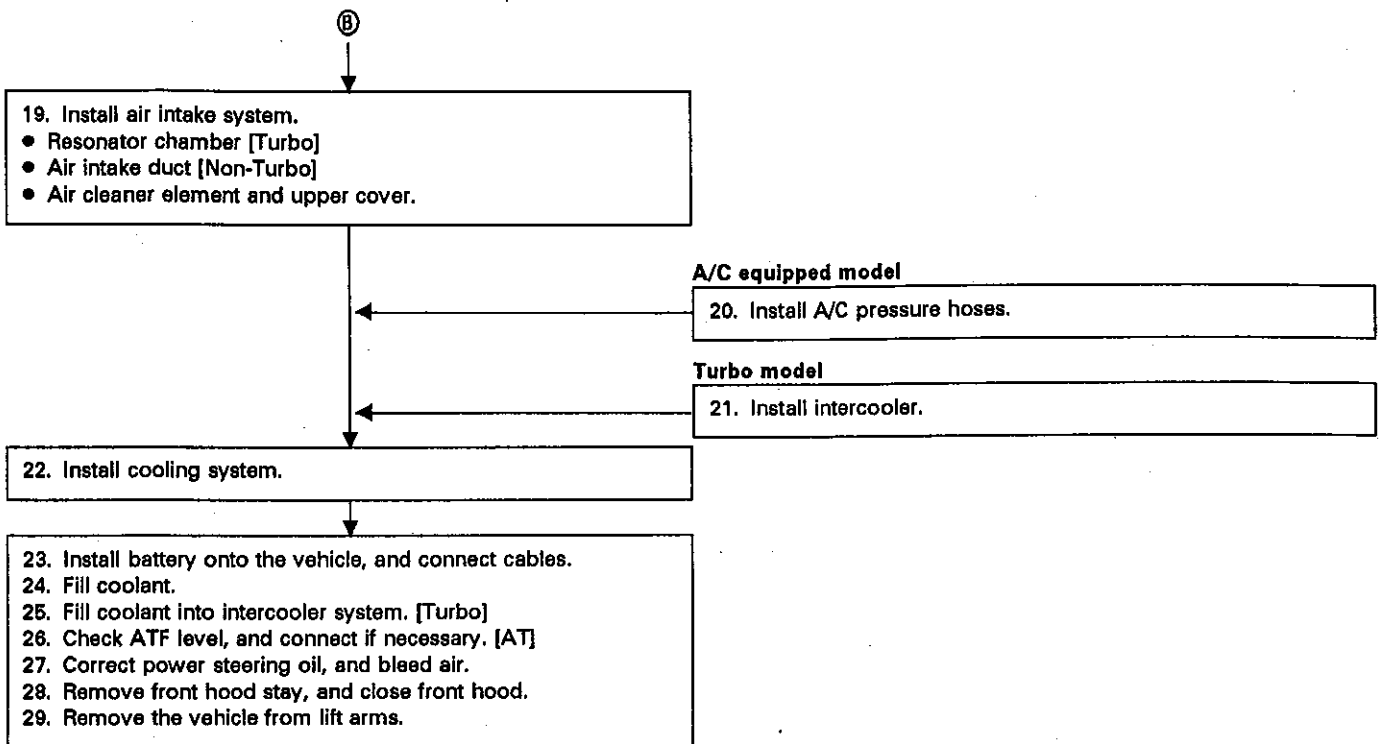 Ⓑ
19. Install air intake system.
● Resonator chamber [Turbo]
● Air intake duct [Non-Turbo]
● Air cleaner element and upper cover.
A/C equipped model
20. Install A/C pressure hoses.
Turbo model
21. Install intercooler.
22. Install cooling system.
23. Install battery onto the vehicle, and connect cables.
24. Fill coolant.
25. Fill coolant into intercooler system. [Turbo]
26. Check ATF level, and connect if necessary. [AT]
27. Correct power steering oil, and bleed air.
28. Remove front hood stay, and close front hood.
29. Remove the vehicle from lift arms.